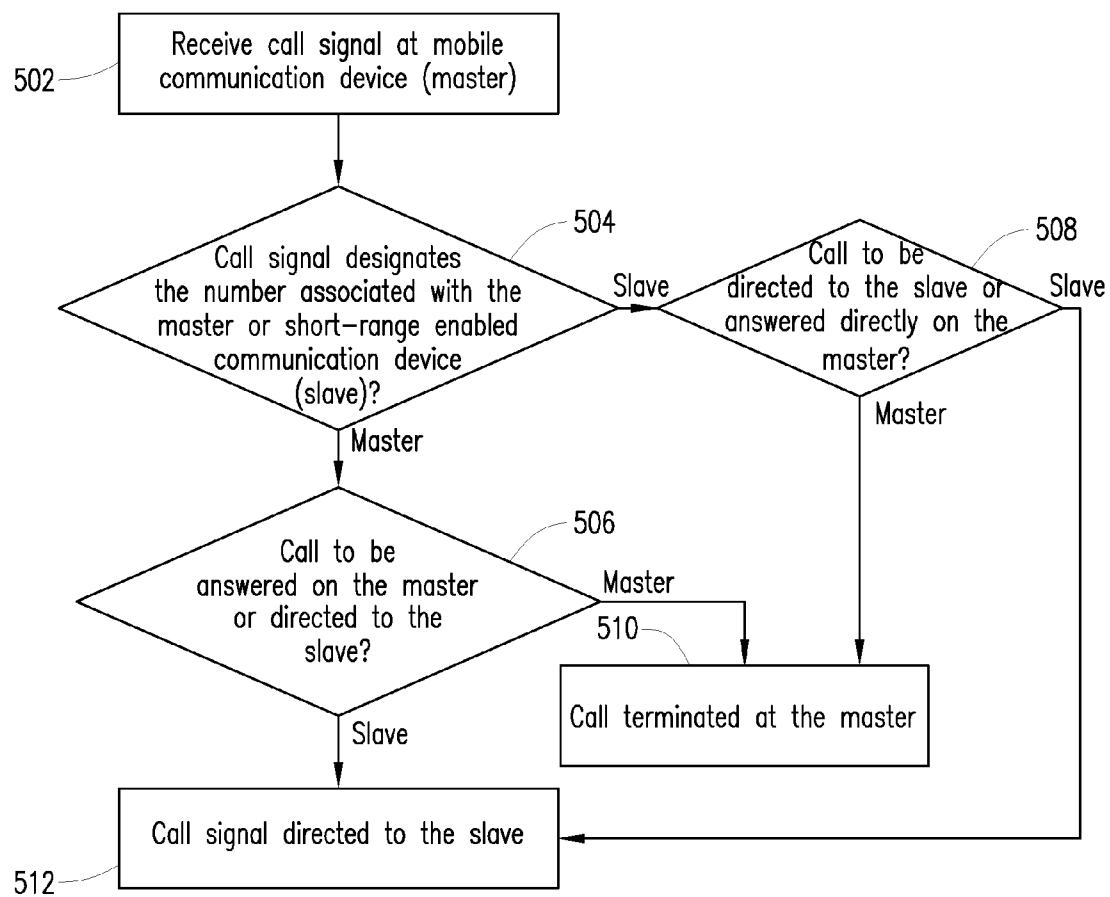 Receive call signal at mobile
communication device (master)
502
504
Call signal designates
the number associated with the
master or short-range enabled
communication device
(slave)?
Slave
508
Call to be
directed to the slave or
answered directly on the
master?
Slave
Master
Master
506
Call to be
answered on the master
or directed to the
slave?
Master
510
Call terminated at the master
Slave
Call signal directed to the slave
512